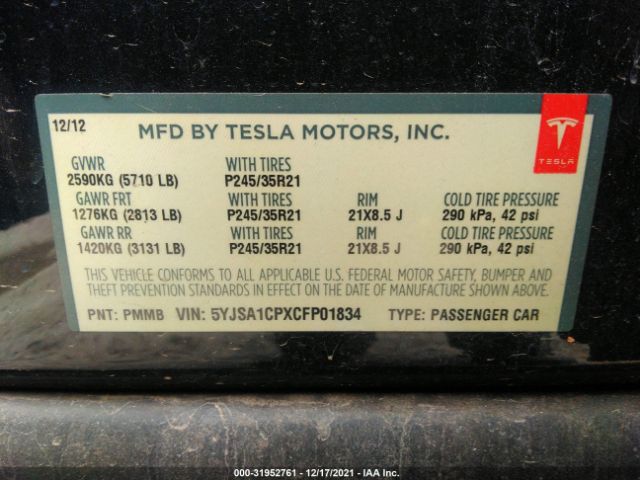 12/12 MFD BY TESLA MOTORS, INC.
TESLA
GVWR WITH TIRES
2590KG (5710 LB) P245/35R21
GAWR FRT WITH TIRES RIM COLD TIRE PRESSURE
1276KG (2813 LB) P245/35R21 21X8.5 J 290 kPa, 42 psi
GAWR RR WITH TIRES RIM COLD TIRE PRESSURE
1420KG (3131 LB) P245/35R21 21X8.5 J 290 kPa, 42 psi
THIS VEHICLE CONFORMS TO ALL APPLICABLE U.S. FEDERAL MOTOR SAFETY, BUMPER AND
THEFT PREVENTION STANDARDS IN EFFECT ON THE DATE OF MANUFACTURE SHOWN ABOVE.
PNT: PMMB VIN: 5YJSA1CPXCFP01834 TYPE: PASSENGER CAR
000-31952761 - 12/17/2021 - IAA Inc.